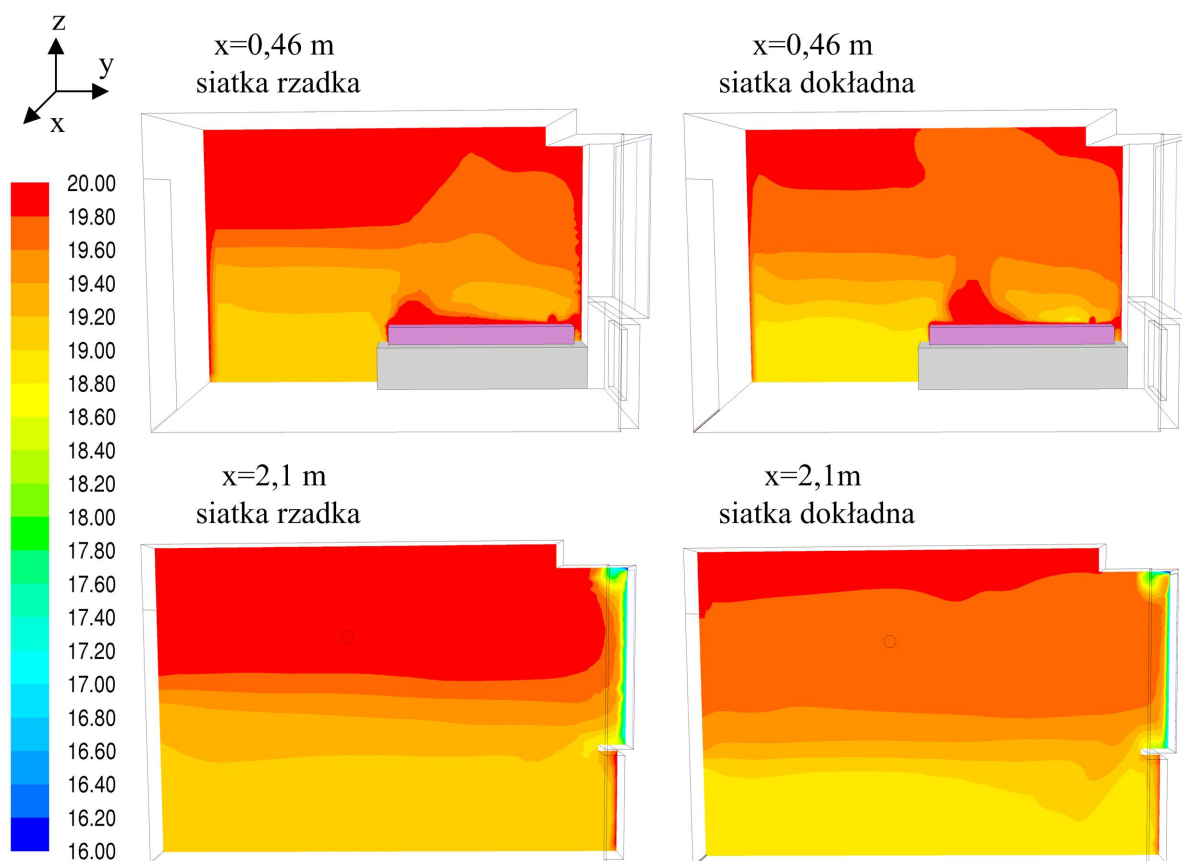 z
y
x
x=0,46 m
siatka rzadka
x=0,46 m
siatka dokładna
20.00
19.80
19.60
19.40
19.20
19.00
18.80
18.60
18.40
18.20
18.00
17.80
17.60
17.40
17.20
17.00
16.80
16.60
16.40
16.20
16.00
x=2,1 m
siatka rzadka
x=2,1m
siatka dokładna